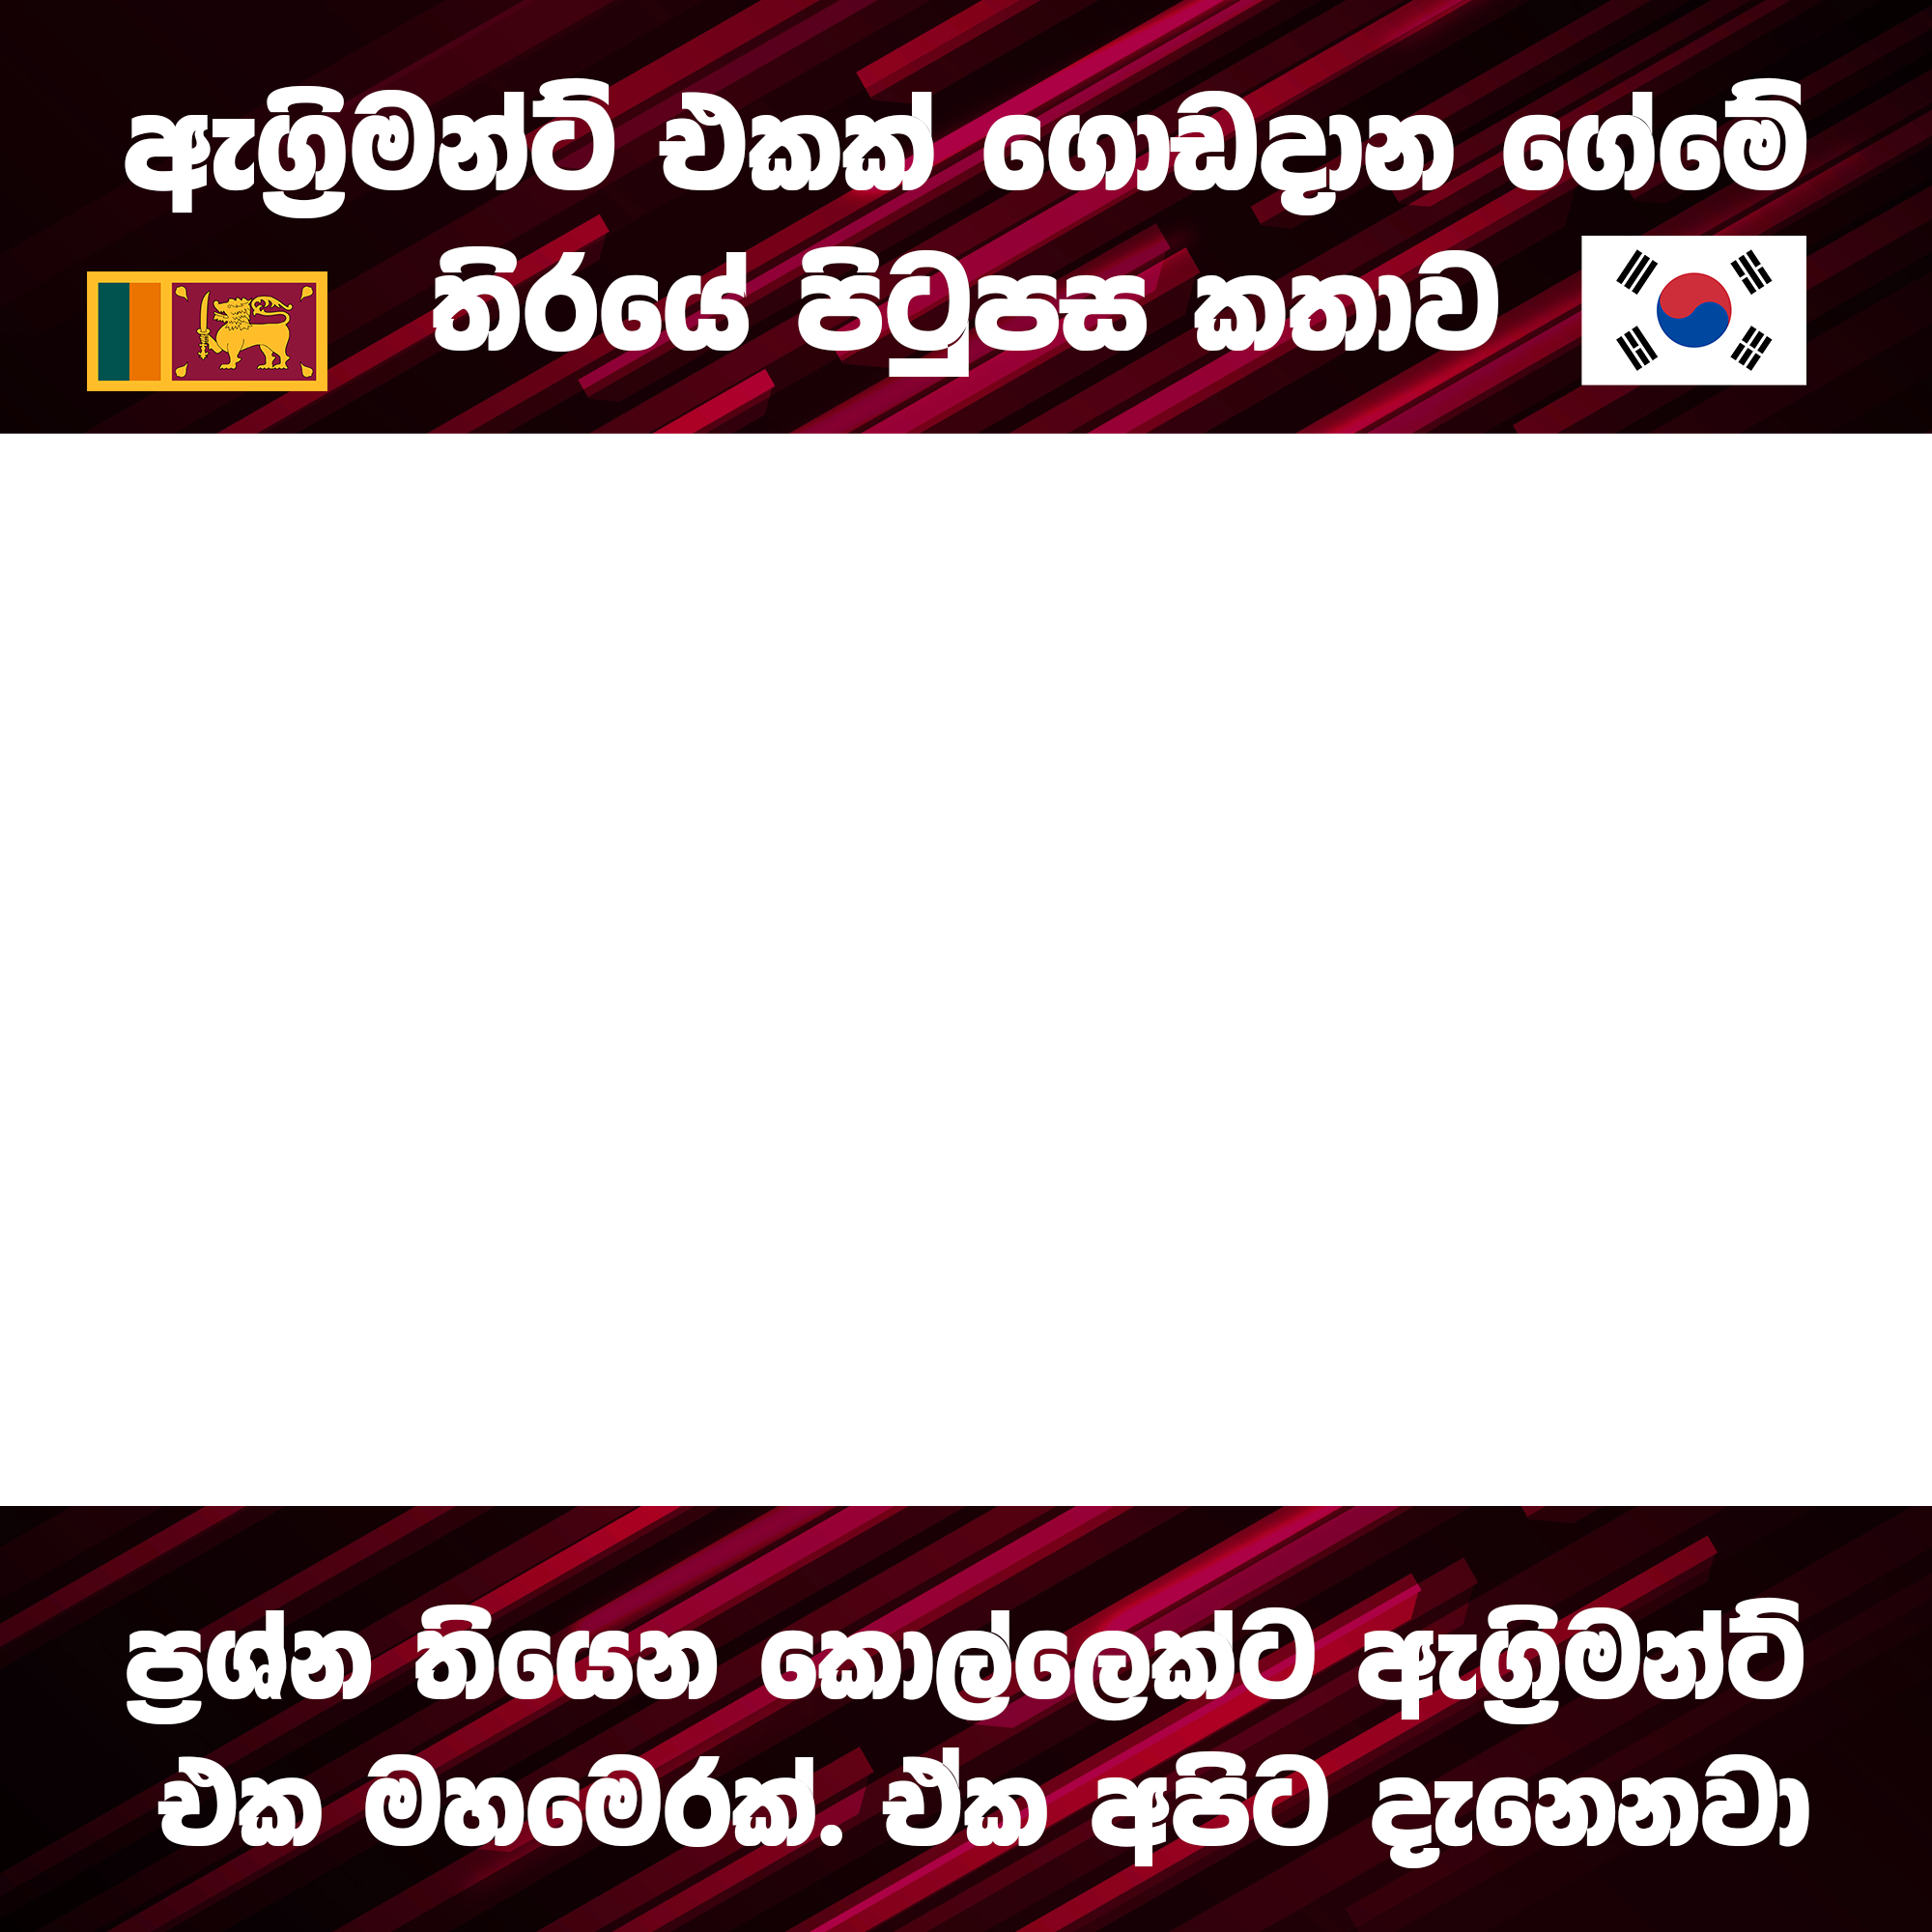 ඇග්‍රිමන්ට් එකක් ගොඩදාන ගේමේ
තිරයේ පිටුපස කතාව
ප්‍රශ්න තියෙන කොල්ලෙක්ට ඇග්‍රිමන්ට්
එක මහමෙරක්. ඒක අපිට දැනෙනවා